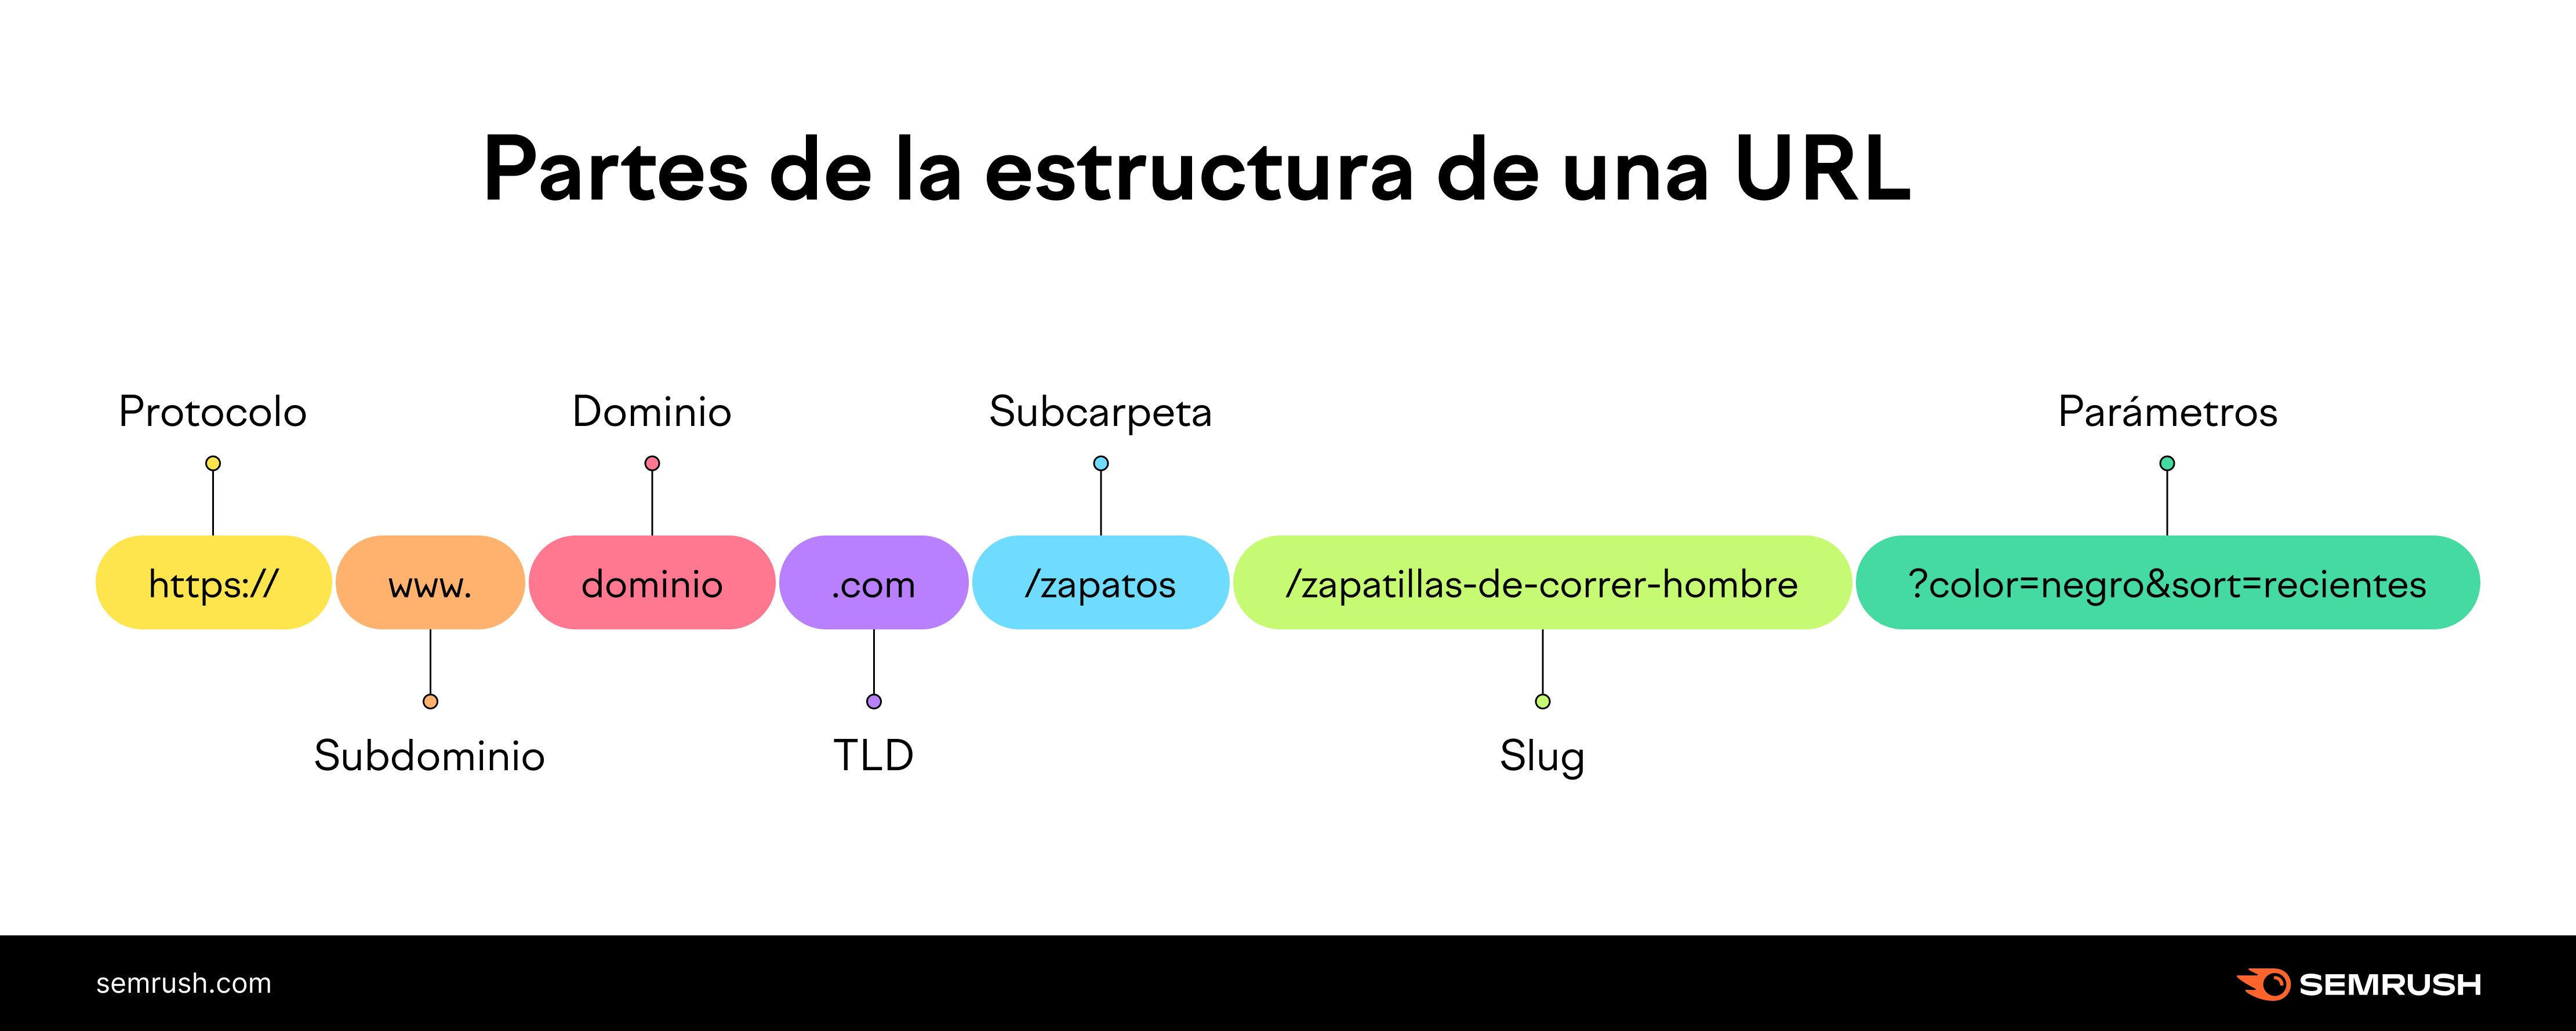 Partes de la estructura de una URL
Protocolo
Dominio
Subcarpeta
Parámetros
https://
www.
dominio
.com
/zapatos
/zapatillas-de-correr-hombre
?color=negro&sort=recientes
Subdominio
TLD
Slug
semrush.com
SEMRUSH